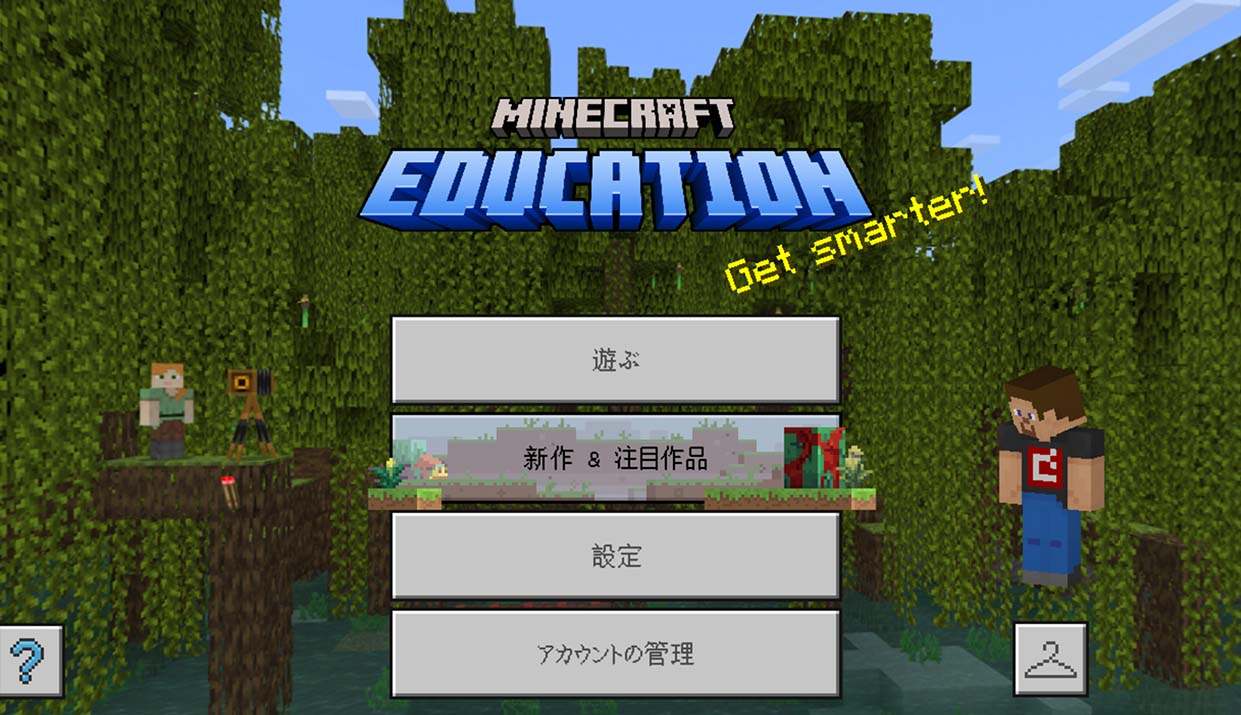 MINECRAFT
EDUCATION
Get smarter!
遊ぶ
新作 & 注目作品
設定
アカウントの管理
?